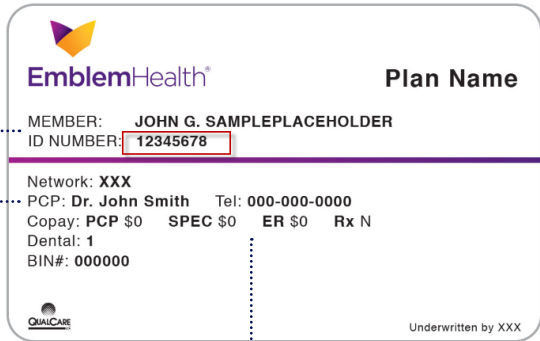 EmblemHealth®
Plan Name
MEMBER: JOHN G. SAMPLEPLACEHOLDER
ID NUMBER: 12345678
Network: XXX
PCP: Dr. John Smith Tel: 000-000-0000
Copay: PCP $0 SPEC $0 ER $0 Rx N
Dental: 1
BIN#: 000000
QUALCARE
Underwritten by XXX